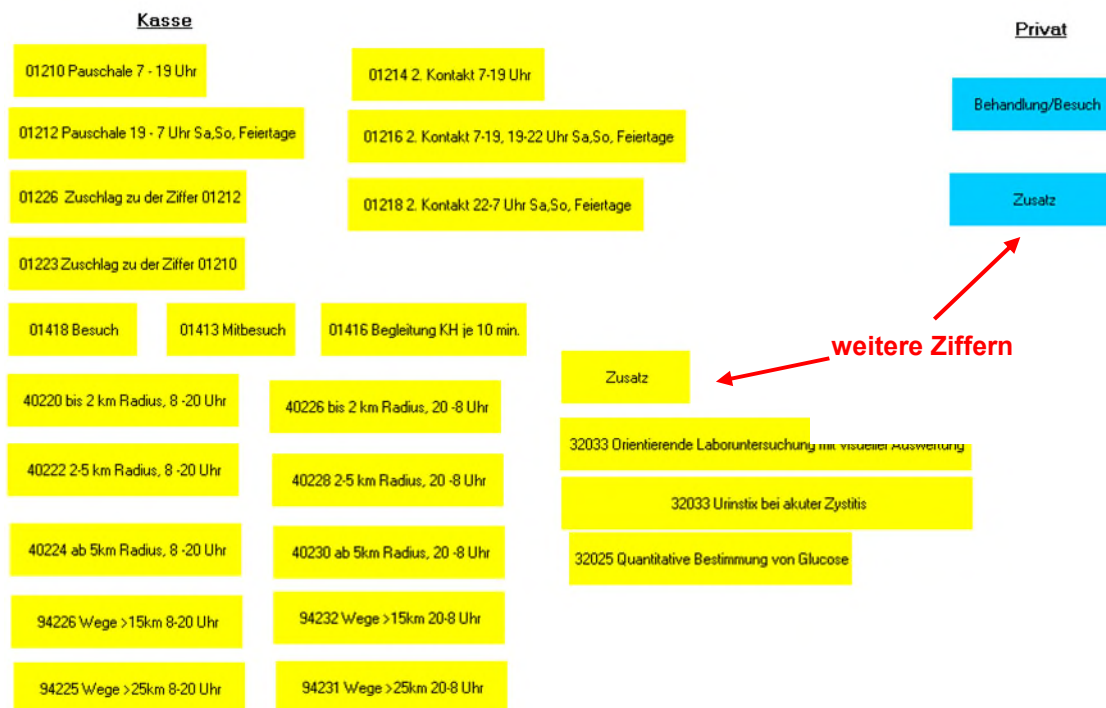 Kasse
Privat
01210 Pauschale 7 - 19 Uhr
01214 2. Kontakt 7-19 Uhr
Behandlung/Besuch
01212 Pauschale 19 - 7 Uhr Sa,So, Feiertage
01216 2. Kontakt 7-19, 19-22 Uhr Sa,So, Feiertage
01226 Zuschlag zu der Ziffer 01212
01218 2. Kontakt 22-7 Uhr Sa,So, Feiertage
Zusatz
01223 Zuschlag zu der Ziffer 01210
01418 Besuch
01413 Mitbesuch
01416 Begleitung KH je 10 min.
weitere Ziffern
Zusatz
40220 bis 2 km Radius, 8 -20 Uhr
40226 bis 2 km Radius, 20 -8 Uhr
32033 Orientierende Laboruntersuchung mit visueller Auswertung
40222 2-5 km Radius, 8 -20 Uhr
40228 2-5 km Radius, 20 -8 Uhr
32033 Urinstix bei akuter Zystitis
40224 ab 5km Radius, 8 -20 Uhr
40230 ab 5km Radius, 20 -8 Uhr
32025 Quantitative Bestimmung von Glucose
94226 Wege >15km 8-20 Uhr
94232 Wege >15km 20-8 Uhr
94225 Wege >25km 8-20 Uhr
94231 Wege >25km 20-8 Uhr